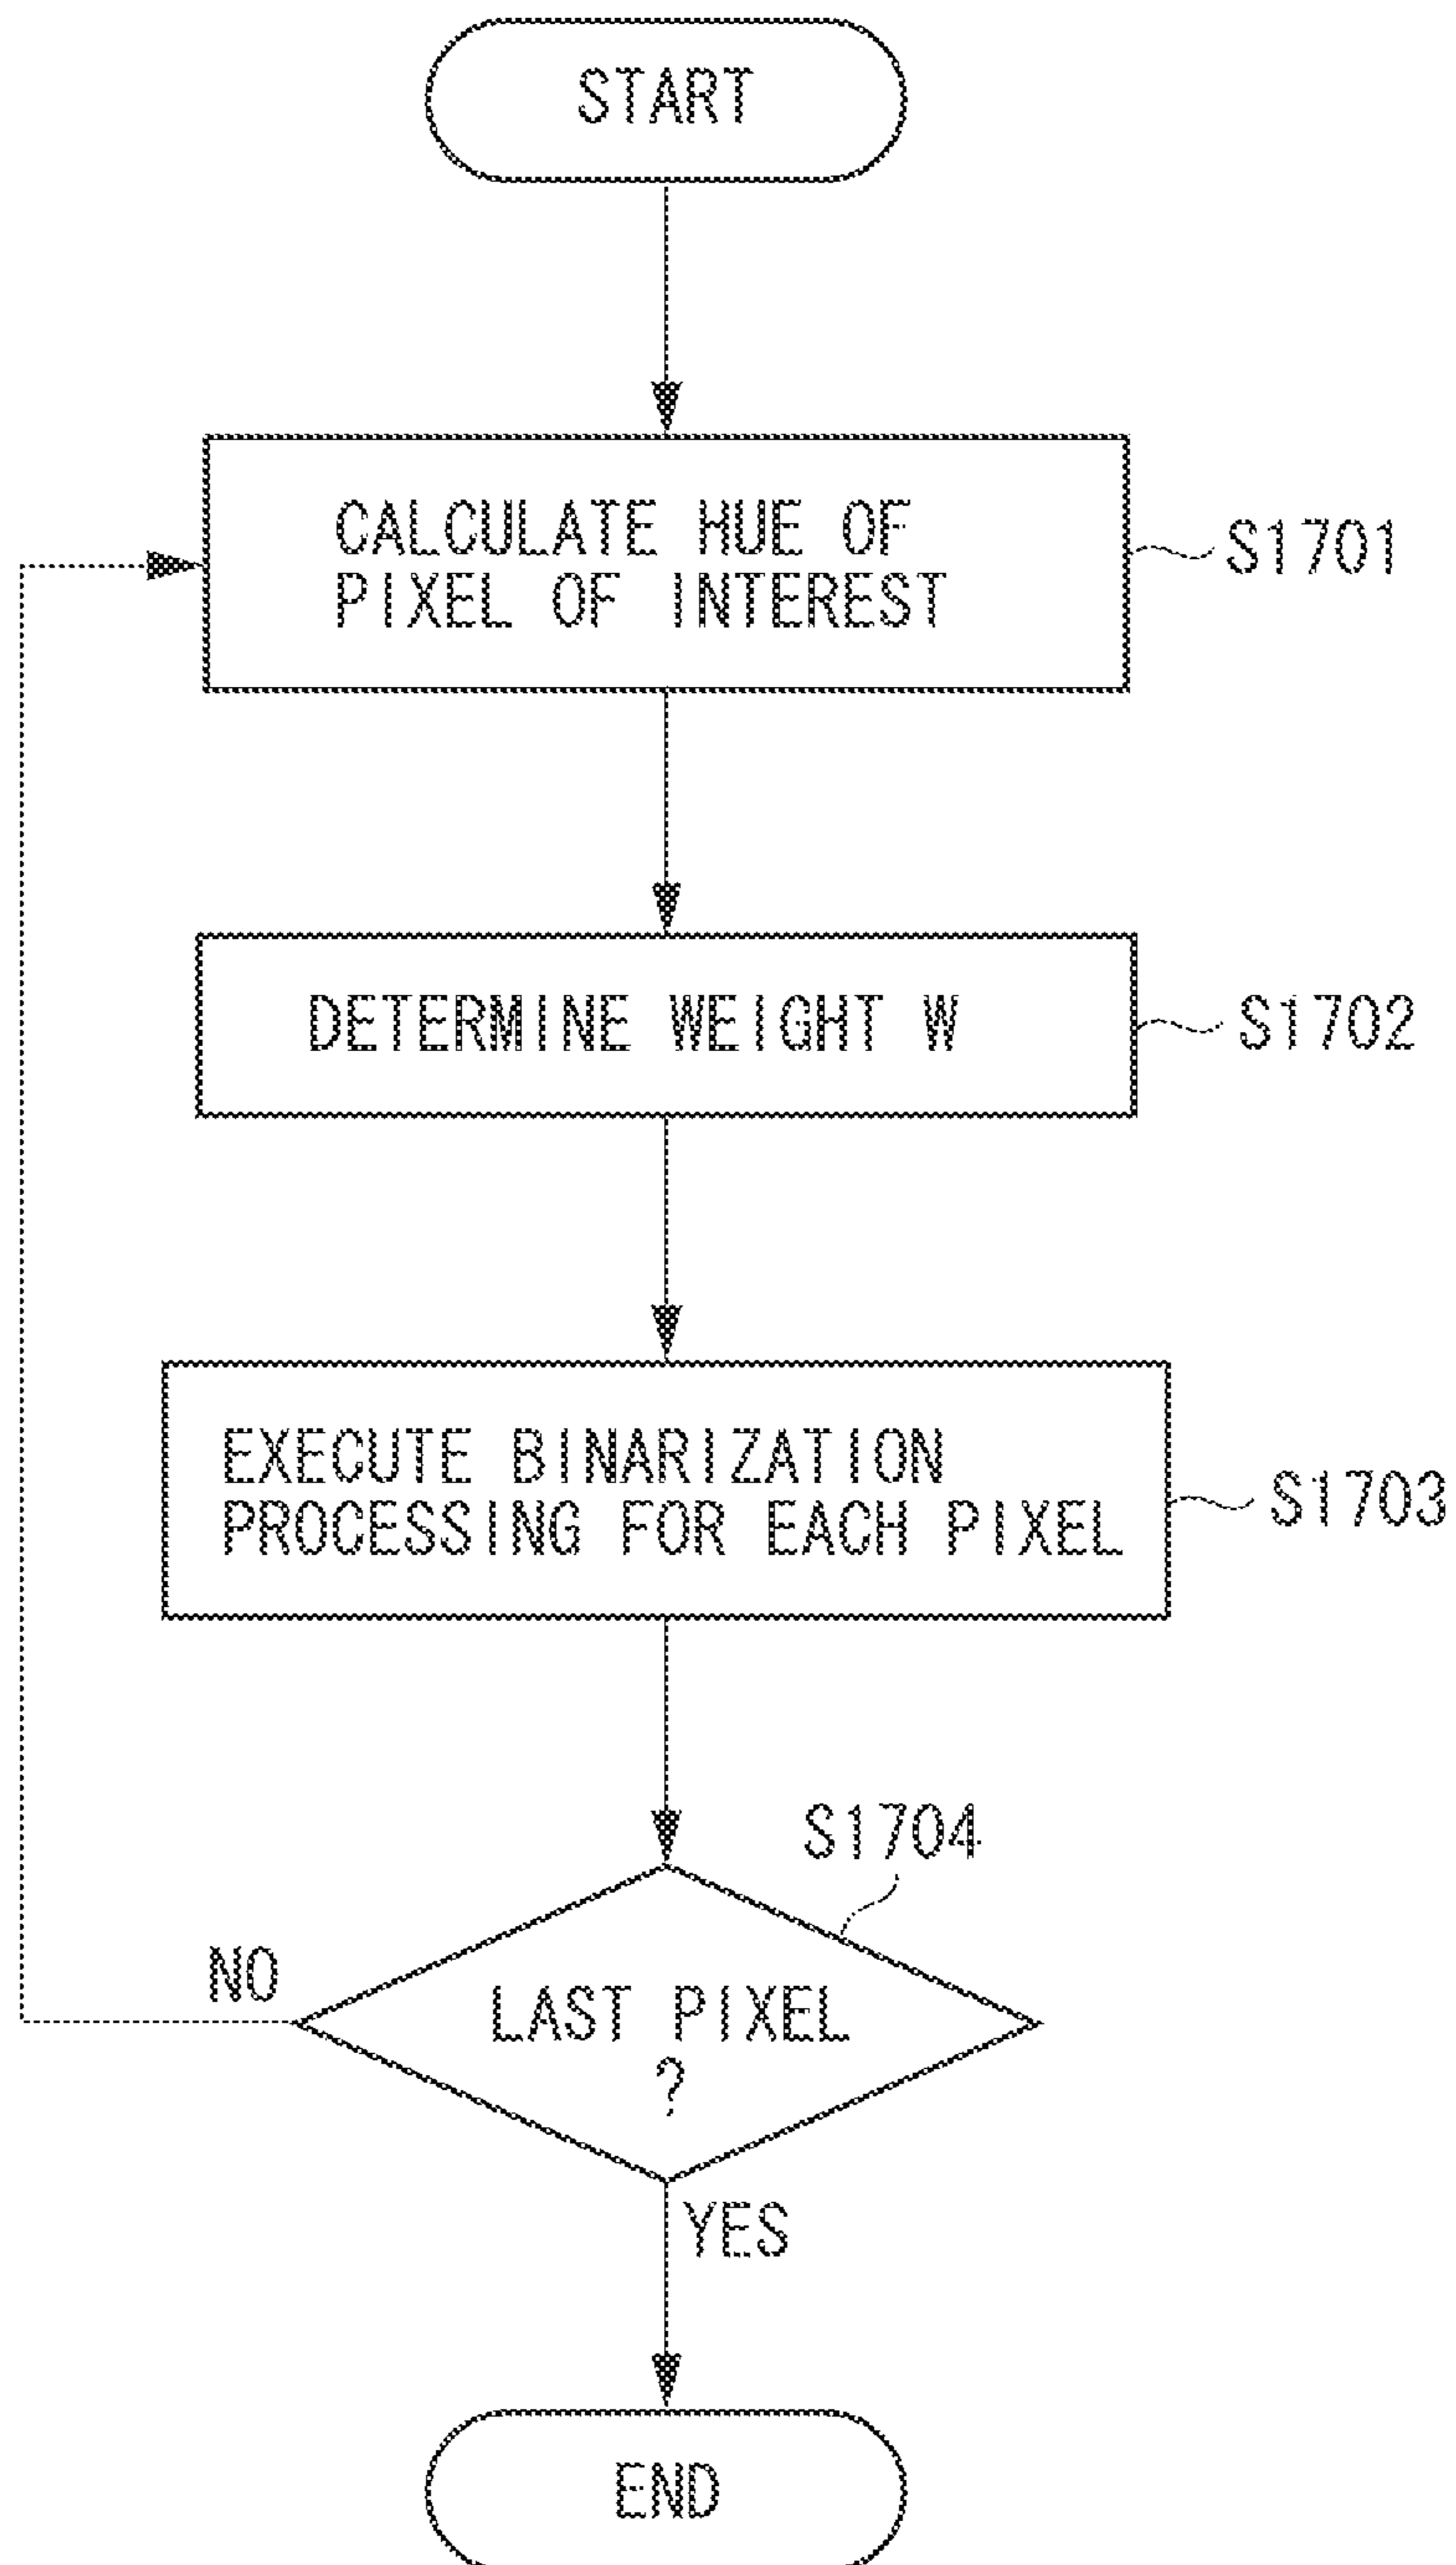 START
CALCULATE HUE OF
PIXEL OF INTEREST
S1701
DETERMINE WEIGHT W
S1702
EXECUTE BINARIZATION
PROCESSING FOR EACH PIXEL
S1703
S1704
NO
LAST PIXEL
?
YES
END